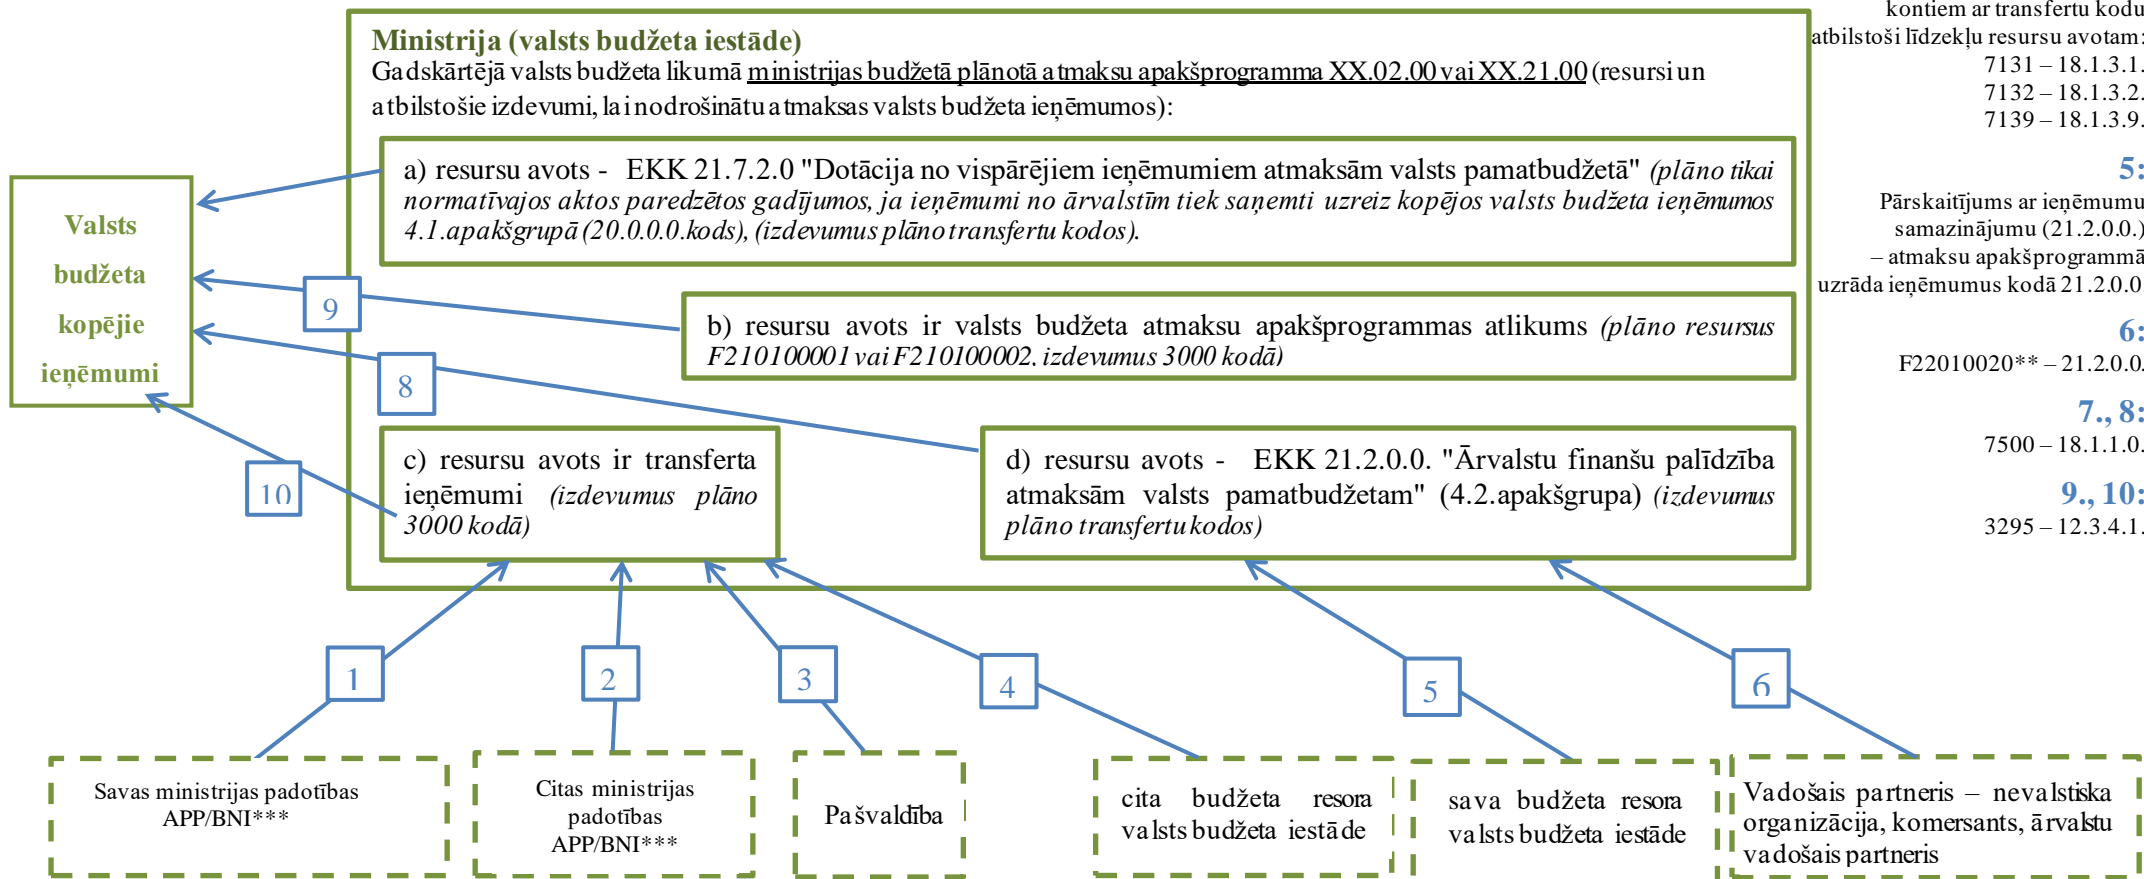 Ministrija (valsts budžeta iestāde)
Gadskārtējā valsts budžeta likumā ministrijas budžetā plānotā atmaksu apakšprogramma XX.02.00 vai XX.21.00 (resursi un
atbilstošie izdevumi, lai nodrošinātu atmaksas valsts budžeta ieņēmumos):
a) resursu avots - EKK 21.7.2.0 "Dotācija no vispārējiem ieņēmumiem atmaksām valsts pamatbudžetā" (plāno tikai
normatīvajos aktos paredzētos gadījumos, ja ieņēmumi no ārvalstīm tiek saņemti uzreiz kopējos valsts budžeta ieņēmumos
4.1.apakšgrupā (20.0.0.0.kods), (izdevumus plāno transfertu kodos).
Valsts
budžeta
kopējie
ieņēmumi
9
b) resursu avots ir valsts budžeta atmaksu apakšprogrammas atlikums (plāno resursus
F210100001 vai F210100002, izdevumus 3000 kodā)
8
10
c) resursu avots ir transferta
ieņēmumi (izdevumus plāno
3000 kodā)
d) resursu avots - EKK 21.2.0.0. "Ārvalstu finanšu palīdzība
atmaksām valsts pamatbudžetam" (4.2.apakšgrupa) (izdevumus
plāno transfertu kodos)
1
2
3
4
5
6
Savas ministrijas padotības
APP/BNI***
Citas ministrijas
padotības
APP/BNI***
Pašvaldība
cita budžeta resora
valsts budžeta iestāde
sava budžeta resora
valsts budžeta iestāde
Vadošais partneris – nevalstiska
organizācija, komersants, ārvalstu
vadošais partneris
kontiem ar transfertu kodu
atbilstoši līdzekļu resursu avotam:
7131 – 18.1.3.1.
7132 – 18.1.3.2.
7139 – 18.1.3.9.
5:
Pārskaitījums ar ieņēmumu
samazinājumu (21.2.0.0.)
– atmaksu apakšprogrammā
uzrāda ieņēmumus kodā 21.2.0.0.
6:
F22010020** – 21.2.0.0.
7., 8:
7500 – 18.1.1.0.
9., 10:
3295 – 12.3.4.1.